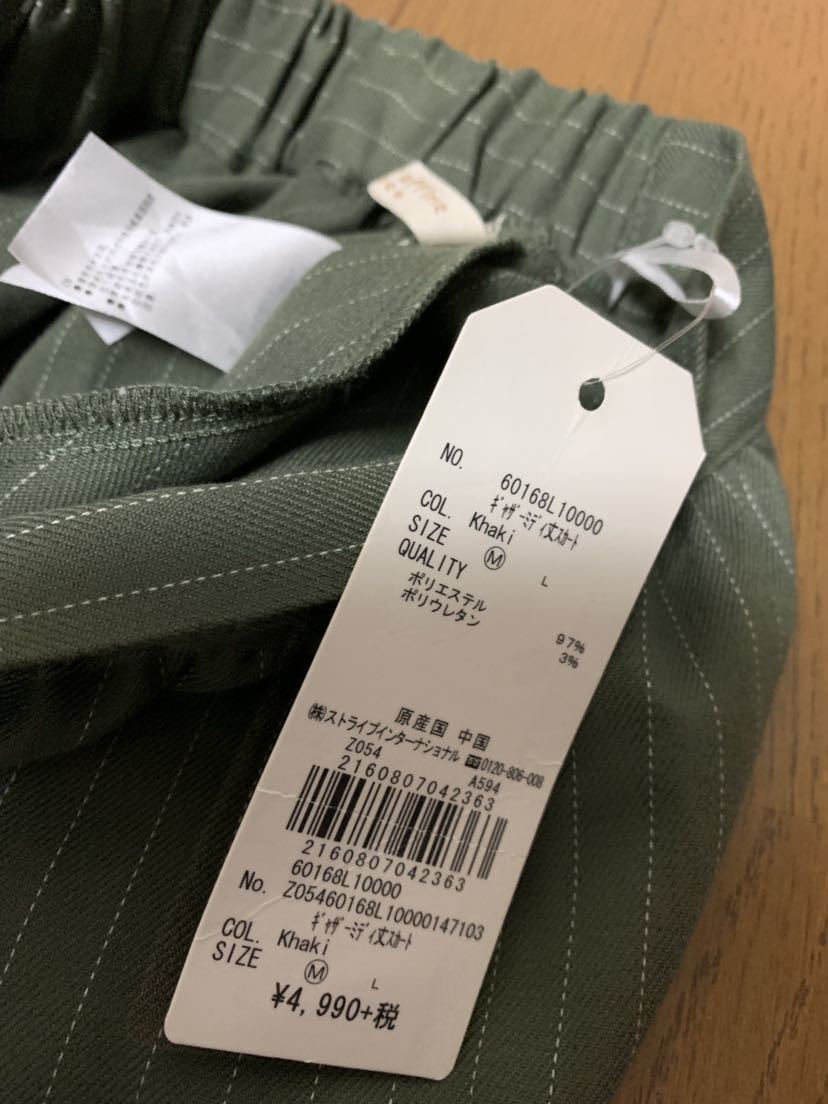 NO. 60168L10000
ｷﾞｬｻﾞｰﾐﾃﾞｨ丈ｽｶｰﾄ
COL. Khaki
SIZE Ⓜ L
QUALITY
ポリエステル 97%
ポリウレタン 3%
原産国 中国
㈱ストライプインターナショナル ☎0120-806-008
Z054 A594
2160807042363
2160807042363
60168L10000
No. Z05460168L10000147103
ｷﾞｬｻﾞｰﾐﾃﾞｨ丈ｽｶｰﾄ
COL. Khaki
SIZE Ⓜ L
¥4,990+税